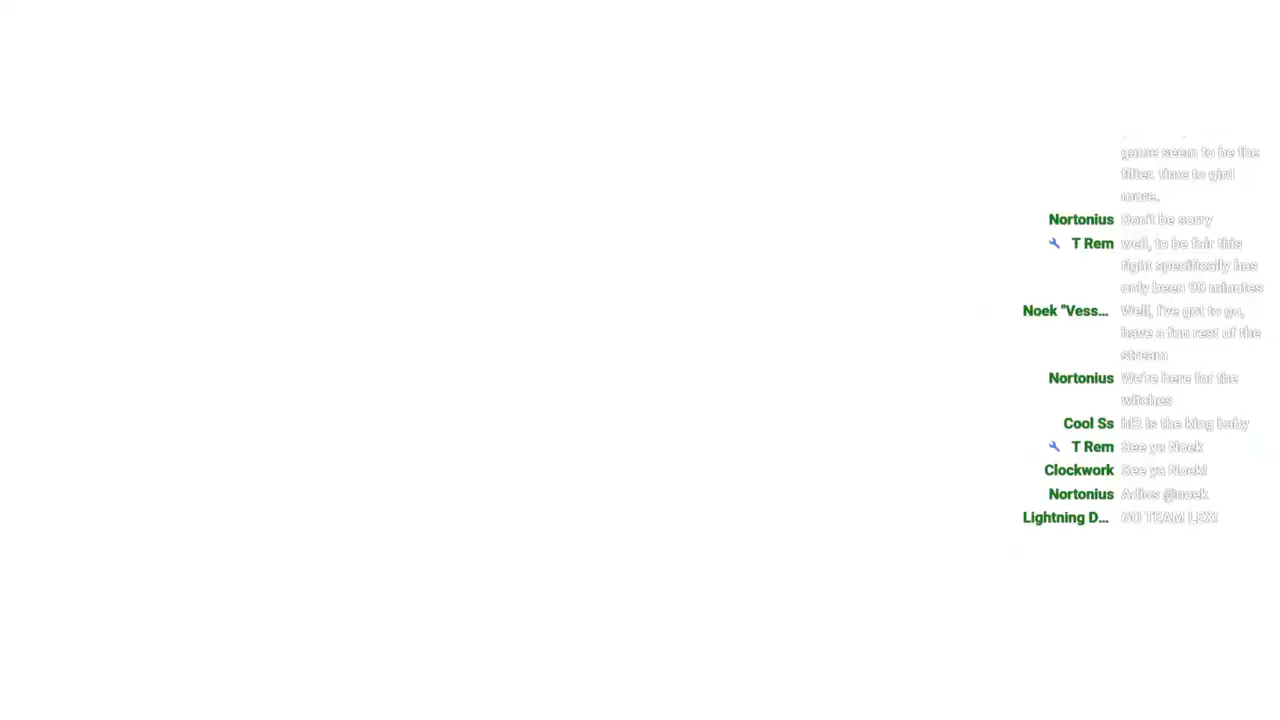 game seem to be the
filter. time to gird
more.
Nortonius Don't be sorry
T Rem well, to be fair this
fight specifically has
only been 90 minutes
Noek "Vess... Well, I've got to go,
have a fun rest of the
stream
Nortonius We're here for the
witches
Cool Ss hl2 is the king baby
T Rem See ya Noek
Clockwork See ya Noek!
Nortonius Adios @noek
Lightning D... GO TEAM LEX!